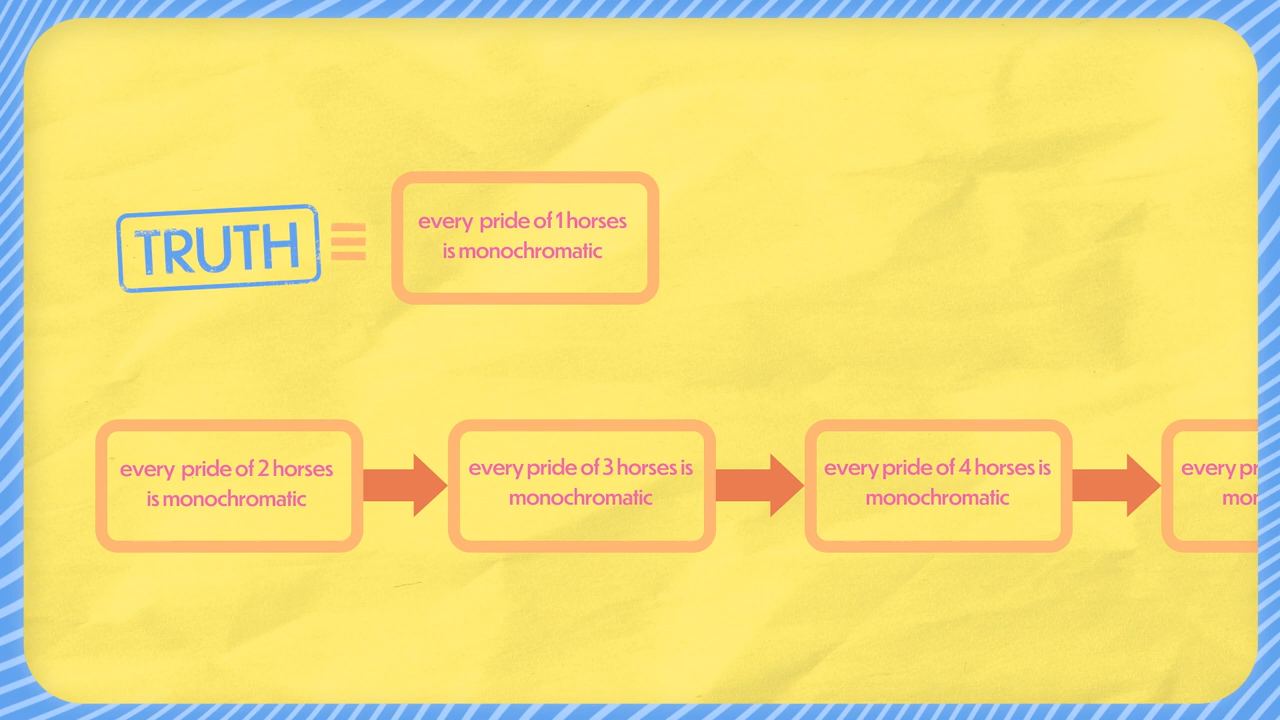 TRUTH
every pride of 1 horses
is monochromatic
every pride of 2 horses
is monochromatic
every pride of 3 horses is
monochromatic
every pride of 4 horses is
monochromatic
every pr
mon